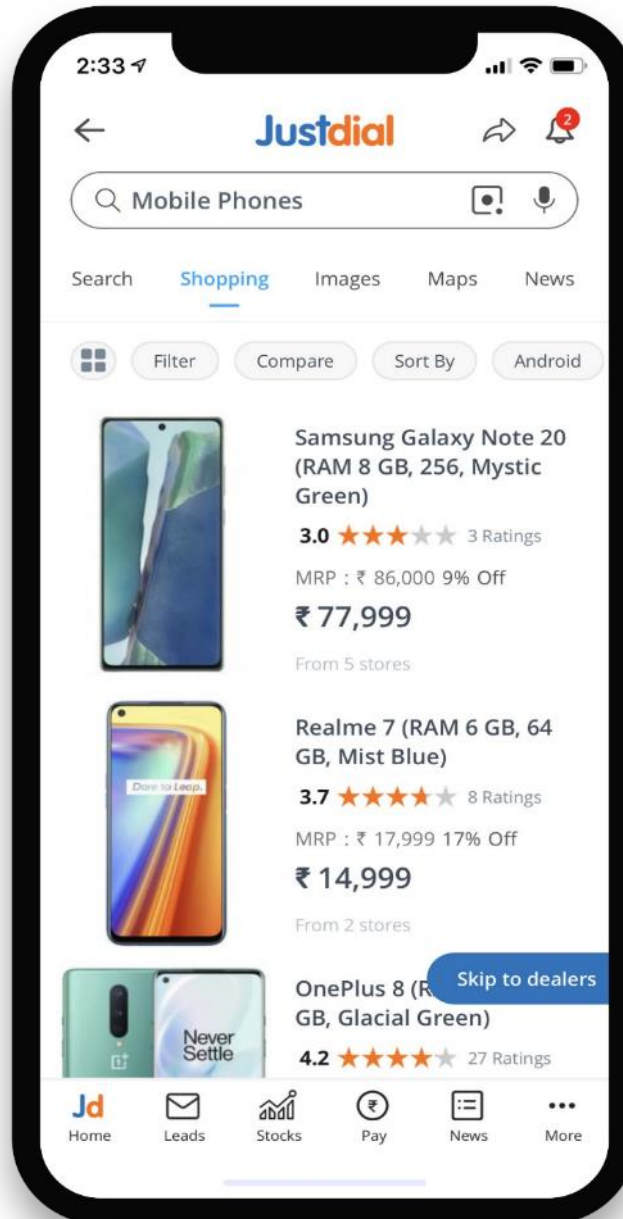 2:33
Justdial
2
Mobile Phones
Search Shopping Images Maps News
Filter Compare Sort By Android
Samsung Galaxy Note 20
(RAM 8 GB, 256, Mystic
Green)
3.0 3 Ratings
MRP : ₹ 86,000 9% Off
₹ 77,999
From 5 stores
Dare to Leap.
Realme 7 (RAM 6 GB, 64
GB, Mist Blue)
3.7 8 Ratings
MRP : ₹ 17,999 17% Off
₹ 14,999
From 2 stores
Skip to dealers
Never
Settle
OnePlus 8 (R
GB, Glacial Green)
4.2 27 Ratings
Jd
Home Leads Stocks Pay News More